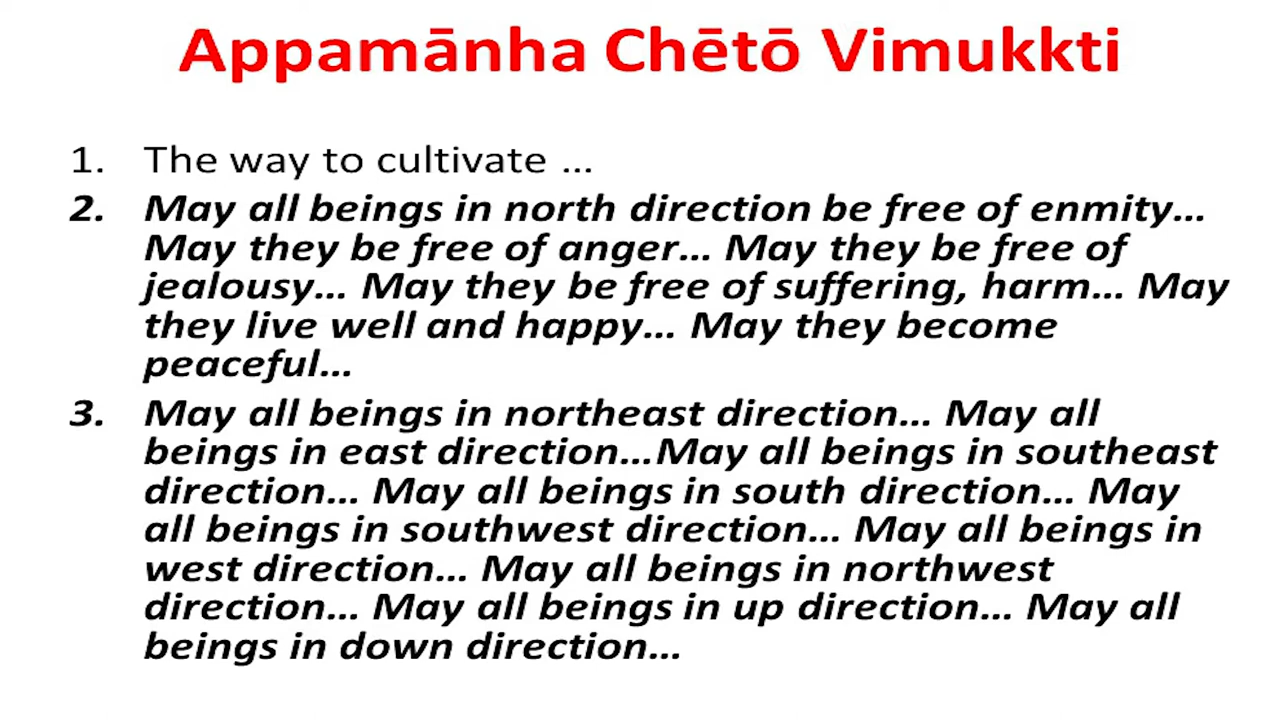 Appamānha Chētō Vimukkti
1. The way to cultivate ...
2. May all beings in north direction be free of enmity...
May they be free of anger... May they be free of
jealousy... May they be free of suffering, harm... May
they live well and happy... May they become
peaceful...
3. May all beings in northeast direction... May all
beings in east direction...May all beings in southeast
direction... May all beings in south direction... May
all beings in southwest direction... May all beings in
west direction... May all beings in northwest
direction... May all beings in up direction... May all
beings in down direction...